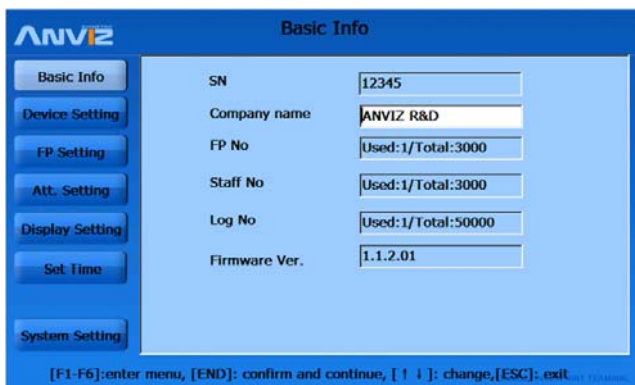 ANVIZ
BIOMETRIC
Basic Info
Basic Info
Device Setting
FP Setting
Att. Setting
Display Setting
Set Time
System Setting
SN 12345
Company name ANVIZ R&D
FP No Used:1/Total:3000
Staff No Used:1/Total:3000
Log No Used:1/Total:50000
Firmware Ver. 1.1.2.01
[F1-F6]:enter menu, [END]: confirm and continue, [ ↑ ↓ ]: change,[ESC]: exit